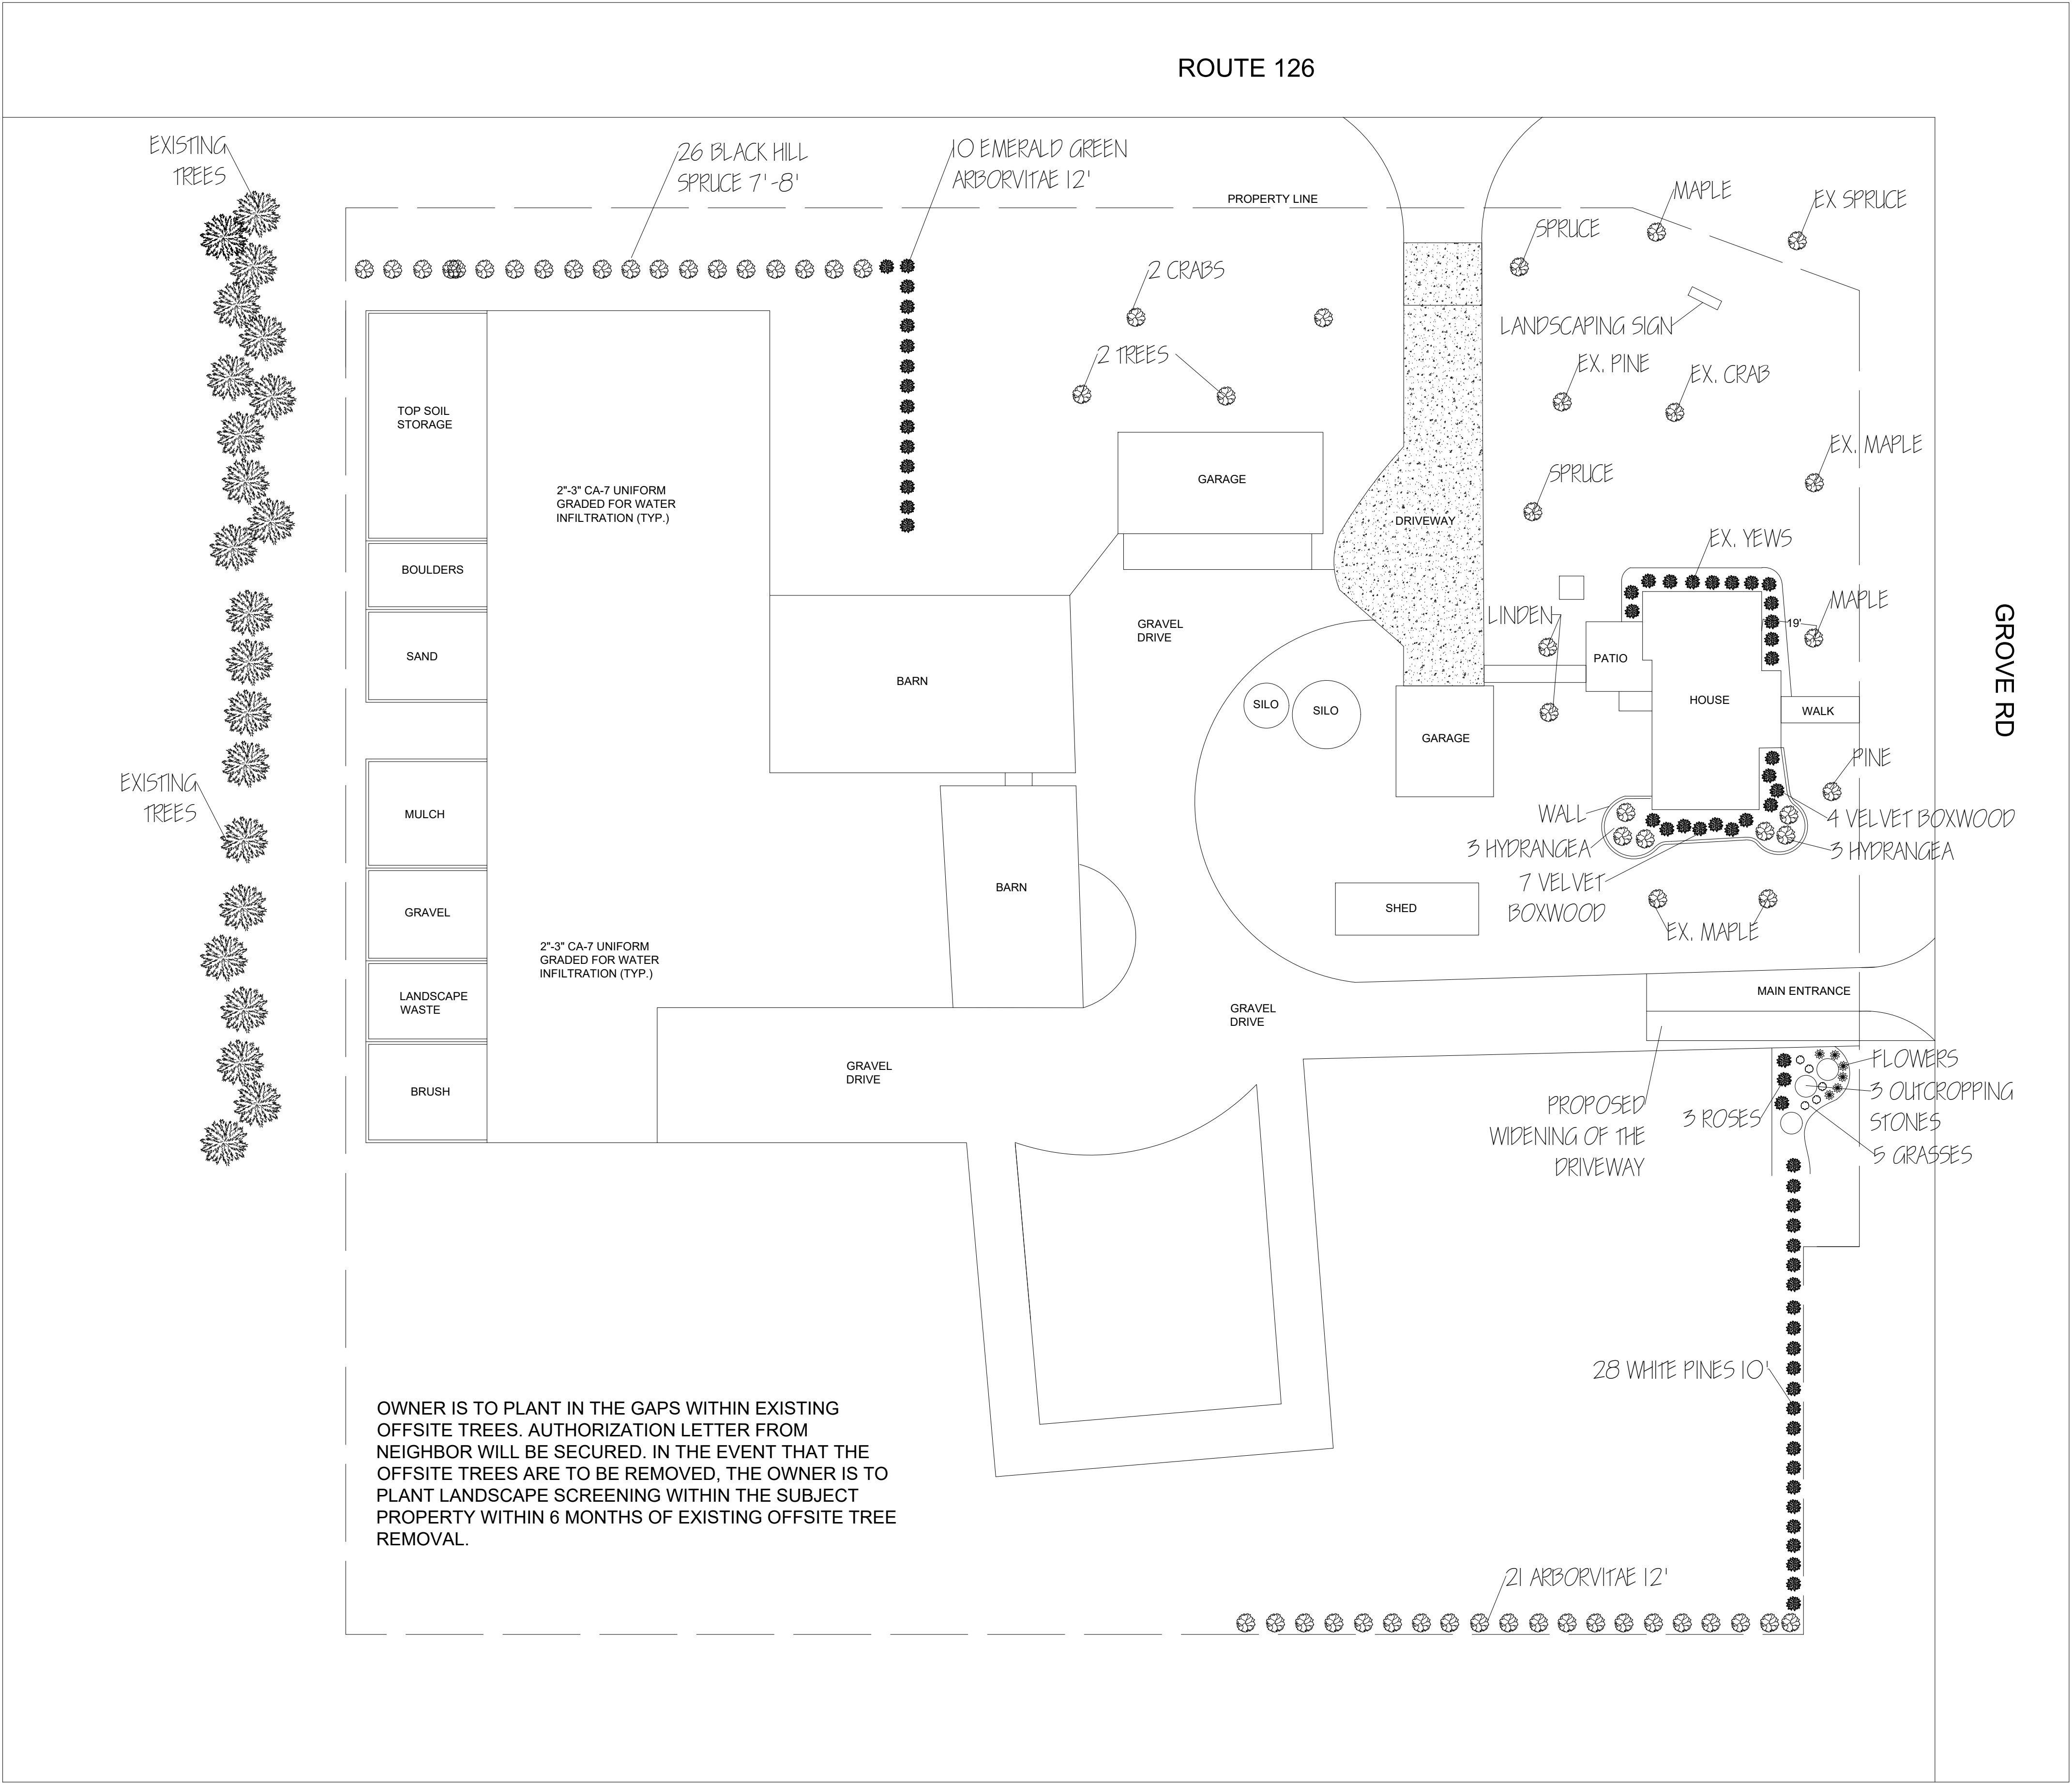 ROUTE 126
EXISTING
TREES
26 BLACK HILL
SPRUCE 7'-8'
10 EMERALD GREEN
ARBORVITAE 12'
PROPERTY LINE
MAPLE
EX SPRUCE
SPRUCE
2 CRABS
LANDSCAPING SIGN
2 TREES
EX. PINE
EX. CRAB
TOP SOIL
STORAGE
EX. MAPLE
GARAGE
SPRUCE
2"-3" CA-7 UNIFORM
GRADED FOR WATER
INFILTRATION (TYP.)
DRIVEWAY
EX. YEWS
BOULDERS
MAPLE
LINDEN
GRAVEL
DRIVE
19'
GROVE RD
SAND
PATIO
BARN
HOUSE
SILO
SILO
WALK
GARAGE
PINE
EXISTING
TREES
MULCH
WALL
4 VELVET BOXWOOD
3 HYDRANGEA
3 HYDRANGEA
BARN
7 VELVET
BOXWOOD
GRAVEL
SHED
EX. MAPLE
2"-3" CA-7 UNIFORM
GRADED FOR WATER
INFILTRATION (TYP.)
LANDSCAPE
WASTE
MAIN ENTRANCE
GRAVEL
DRIVE
GRAVEL
DRIVE
FLOWERS
BRUSH
3 OUTCROPPING
STONES
PROPOSED
WIDENING OF THE
DRIVEWAY
3 ROSES
5 GRASSES
28 WHITE PINES 10'
OWNER IS TO PLANT IN THE GAPS WITHIN EXISTING
OFFSITE TREES. AUTHORIZATION LETTER FROM
NEIGHBOR WILL BE SECURED. IN THE EVENT THAT THE
OFFSITE TREES ARE TO BE REMOVED, THE OWNER IS TO
PLANT LANDSCAPE SCREENING WITHIN THE SUBJECT
PROPERTY WITHIN 6 MONTHS OF EXISTING OFFSITE TREE
REMOVAL.
21 ARBORVITAE 12'